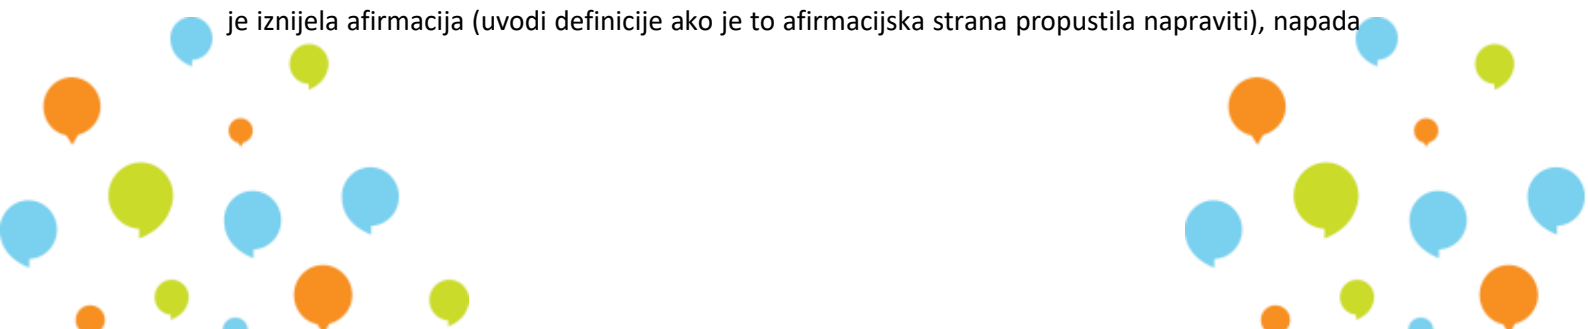 je iznijela afirmacija (uvodi definicije ako je to afirmacijska strana propustila napraviti), napada